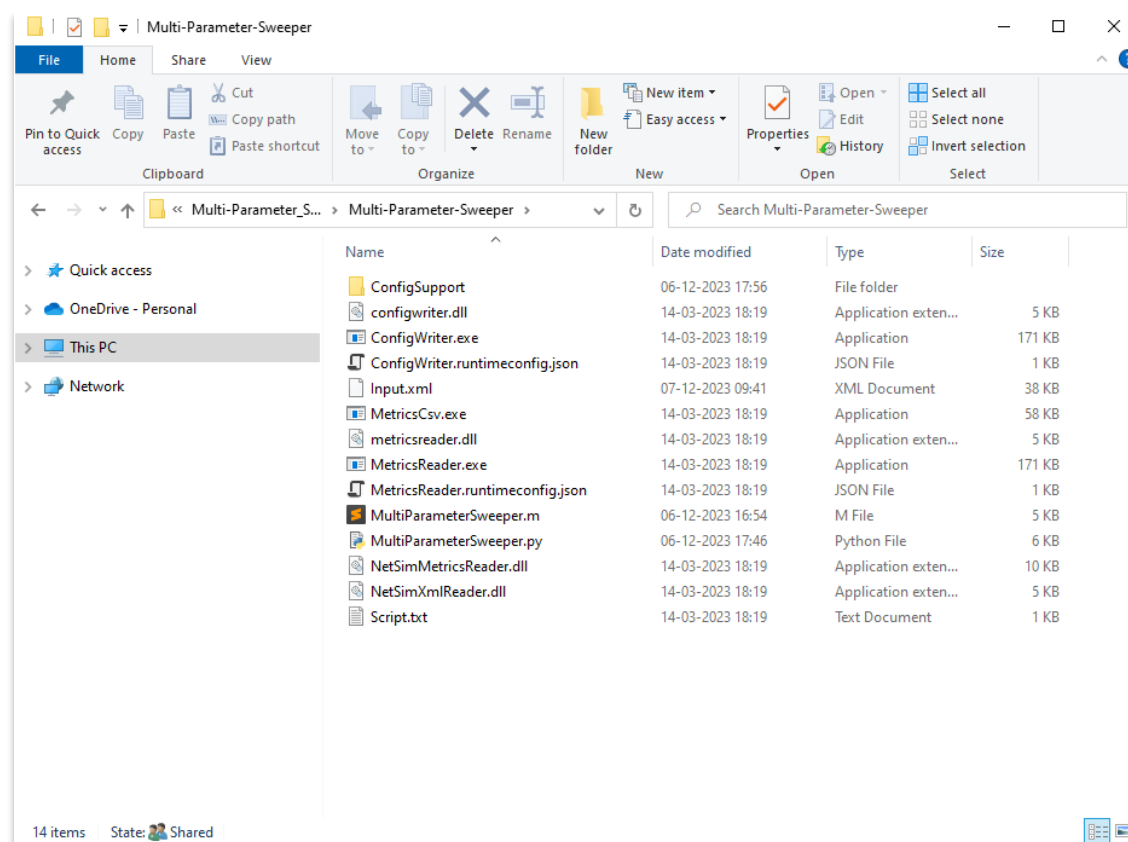 Multi-Parameter-Sweeper
File Home Share View
Pin to Quick access
Copy
Paste
Cut
Copy path
Paste shortcut
Clipboard
Move to
Copy to
Delete
Rename
Organize
New folder
New item
Easy access
New
Properties
Open
Edit
History
Open
Select all
Select none
Invert selection
Select
« Multi-Parameter_S... Multi-Parameter-Sweeper
Search Multi-Parameter-Sweeper
Quick access
OneDrive - Personal
This PC
Network
Name Date modified Type Size
ConfigSupport 06-12-2023 17:56 File folder
configwriter.dll 14-03-2023 18:19 Application exten... 5 KB
ConfigWriter.exe 14-03-2023 18:19 Application 171 KB
ConfigWriter.runtimeconfig.json 14-03-2023 18:19 JSON File 1 KB
Input.xml 07-12-2023 09:41 XML Document 38 KB
MetricsCsv.exe 14-03-2023 18:19 Application 58 KB
metricsreader.dll 14-03-2023 18:19 Application exten... 5 KB
MetricsReader.exe 14-03-2023 18:19 Application 171 KB
MetricsReader.runtimeconfig.json 14-03-2023 18:19 JSON File 1 KB
MultiParameterSweeper.m 06-12-2023 16:54 M File 5 KB
MultiParameterSweeper.py 06-12-2023 17:46 Python File 6 KB
NetSimMetricsReader.dll 14-03-2023 18:19 Application exten... 10 KB
NetSimXmlReader.dll 14-03-2023 18:19 Application exten... 5 KB
Script.txt 14-03-2023 18:19 Text Document 1 KB
14 items State: Shared